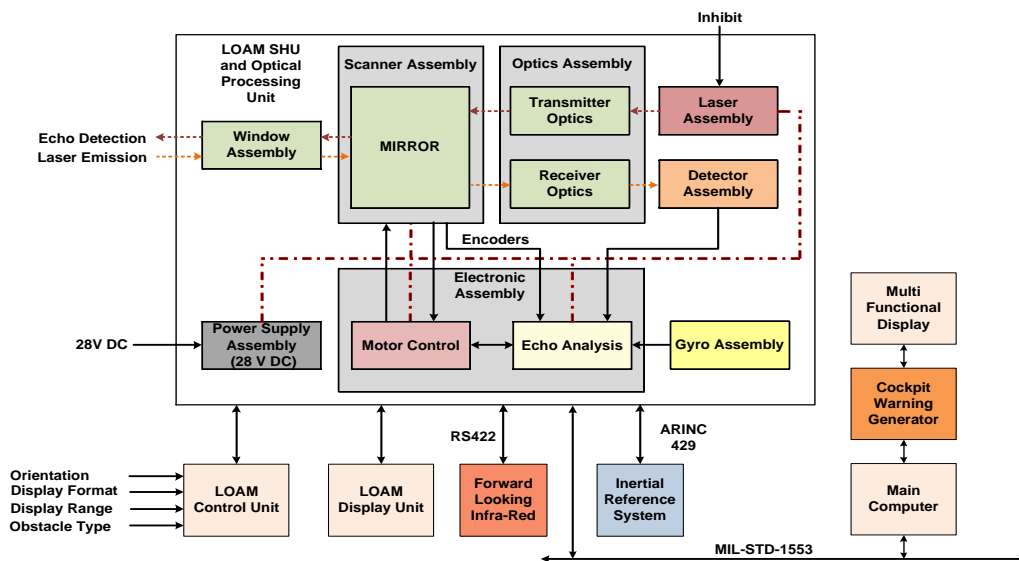 Inhibit
LOAM SHU
and Optical
Processing
Unit
Scanner Assembly
Optics Assembly
Transmitter
Optics
Laser
Assembly
Echo Detection
Laser Emission
Window
Assembly
MIRROR
Receiver
Optics
Detector
Assembly
Encoders
Electronic
Assembly
Multi
Functional
Display
28V DC
Power Supply
Assembly
(28 V DC)
Motor Control
Echo Analysis
Gyro Assembly
Cockpit
Warning
Generator
RS422
ARINC
429
Orientation
Display Format
Display Range
Obstacle Type
LOAM
Control Unit
LOAM
Display Unit
Forward
Looking
Infra-Red
Inertial
Reference
System
Main
Computer
MIL-STD-1553